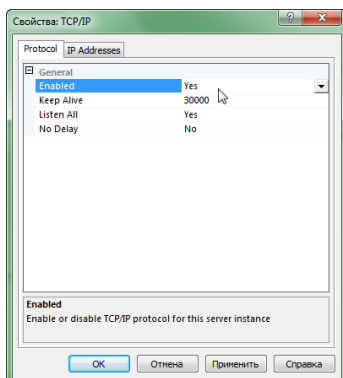 Свойства: TCP/IP
Protocol IP Addresses
General
Enabled Yes
Keep Alive 30000
Listen All Yes
No Delay No
Enabled
Enable or disable TCP/IP protocol for this server instance
OK Отмена Применить Справка